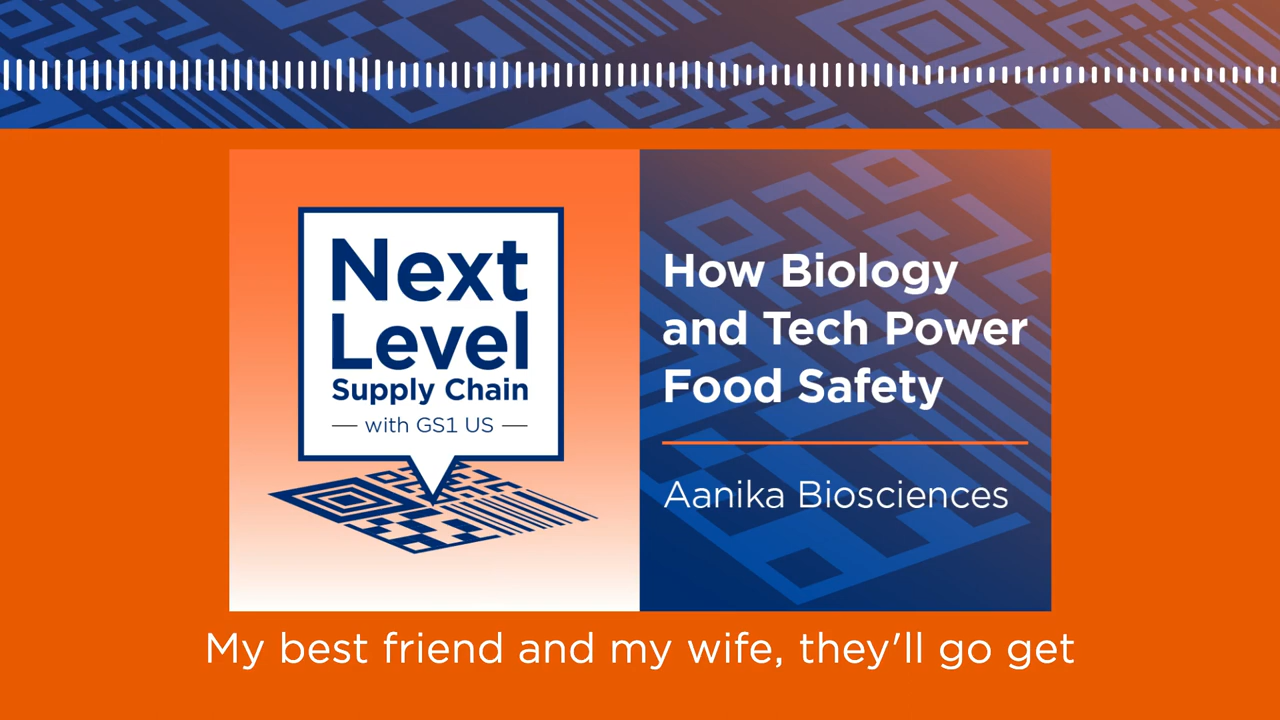 Next
Level
Supply Chain
— with GS1 US —
How Biology
and Tech Power
Food Safety
Aanika Biosciences
My best friend and my wife, they'll go get